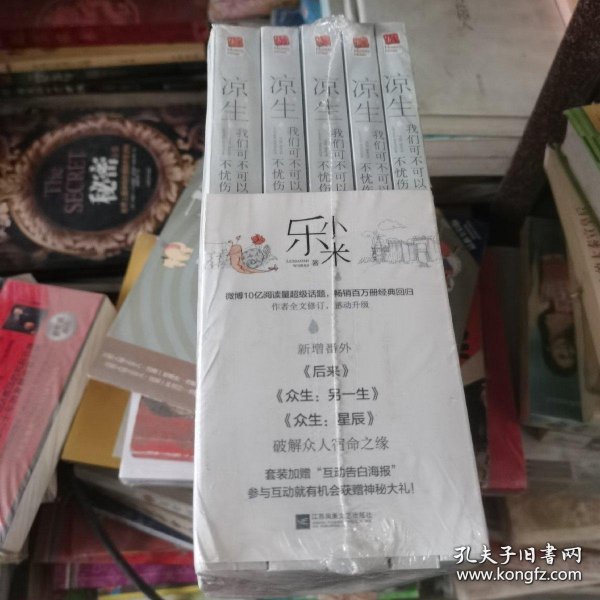 凉生
我们可不可以
不忧伤
凉生
我们可不可以
不忧伤
凉生
我们可不可以
不忧伤
凉生
我们可不可以
不忧伤
凉生
我们可不可以
不忧伤
The
SECRET
秘密
乐小米
著
微博10亿阅读量超级话题，畅销百万册经典回归
作者全文修订，感动升级
新增番外
《后来》
《众生：另一生》
《众生：星辰》
破解众人宿命之缘
套装加赠“互动告白海报”
参与互动就有机会获赠神秘大礼！
江苏凤凰文艺出版社
孔夫子旧书网
www.kongfz.com